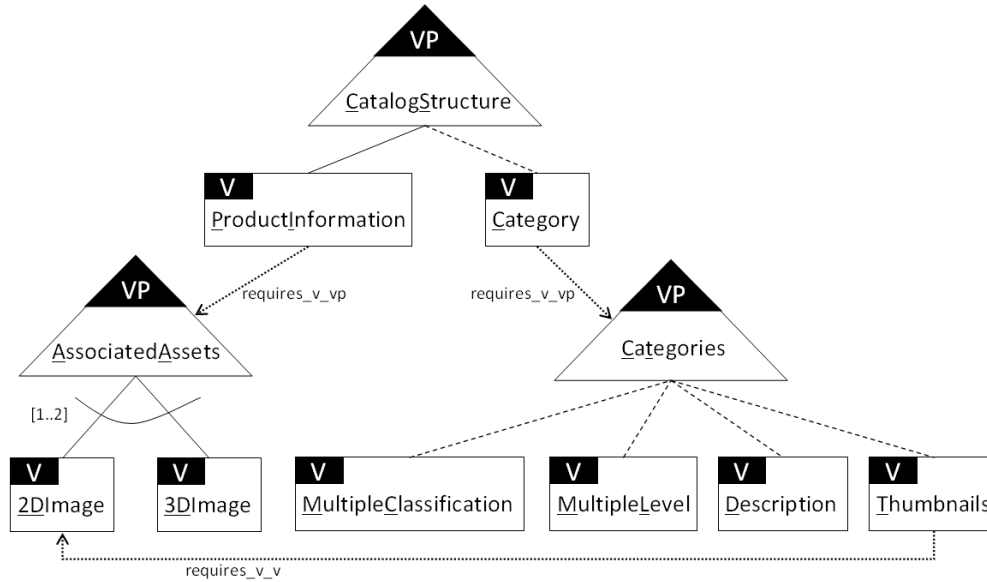 VP
CatalogStructure
V
ProductInformation
V
Category
requires_v_vp
requires_v_vp
VP
AssociatedAssets
VP
Categories
[1..2]
V
2DImage
V
3DImage
V
MultipleClassification
V
MultipleLevel
V
Description
V
Thumbnails
requires_v_v